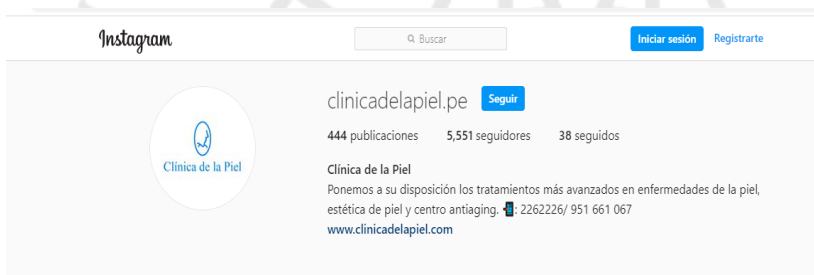 Instagram
Buscar
Iniciar sesión
Registrarte
clinicadelapiel.pe
Seguir
444 publicaciones 5,551 seguidores 38 seguidos
Clínica de la Piel
Clínica de la Piel
Ponemos a su disposición los tratamientos más avanzados en enfermedades de la piel,
estética de piel y centro antiaging. 📲: 2262226/ 951 661 067
www.clinicadelapiel.com